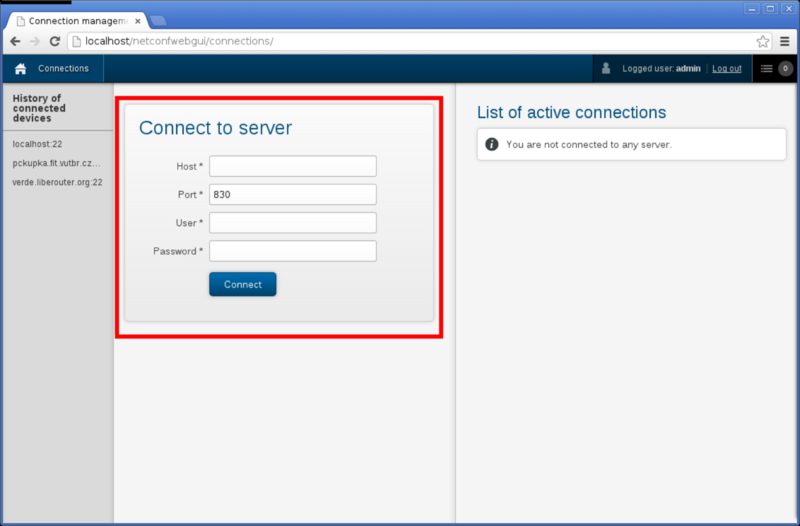 Connection manageme
localhost/netconfwebgui/connections/
Connections
Logged user: admin | Log out
0
History of
connected
devices
localhost:22
pckupka.fit.vutbr.cz...
verde.liberouter.org:22
Connect to server
Host *
Port * 830
User *
Password *
Connect
List of active connections
You are not connected to any server.